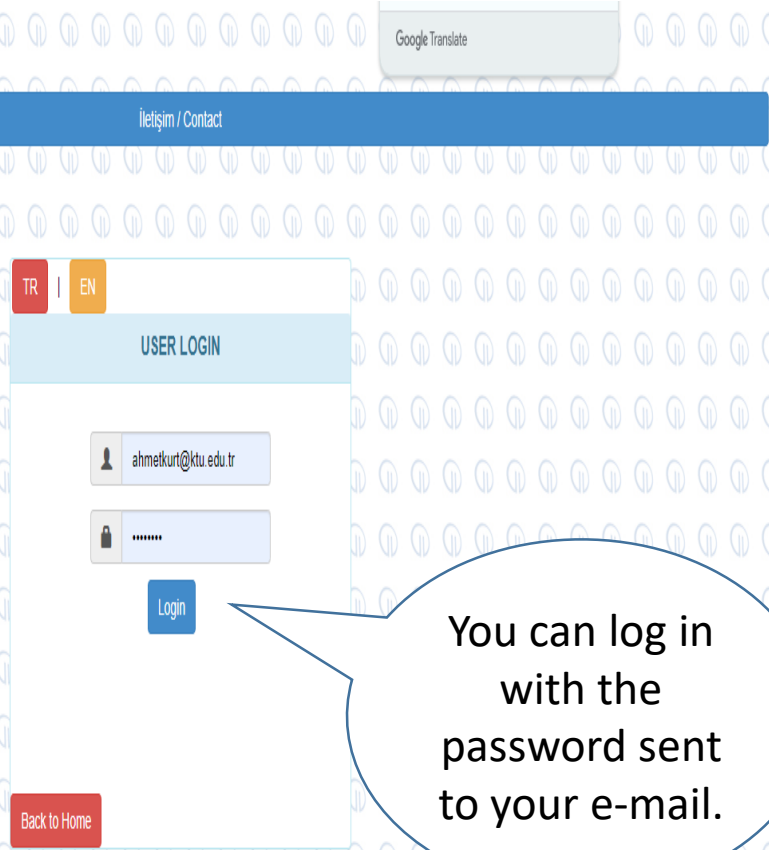 Google Translate
İletişim / Contact
TR | EN
USER LOGIN
ahmetkurt@ktu.edu.tr
••••••••
Login
You can log in
with the
password sent
to your e-mail.
Back to Home